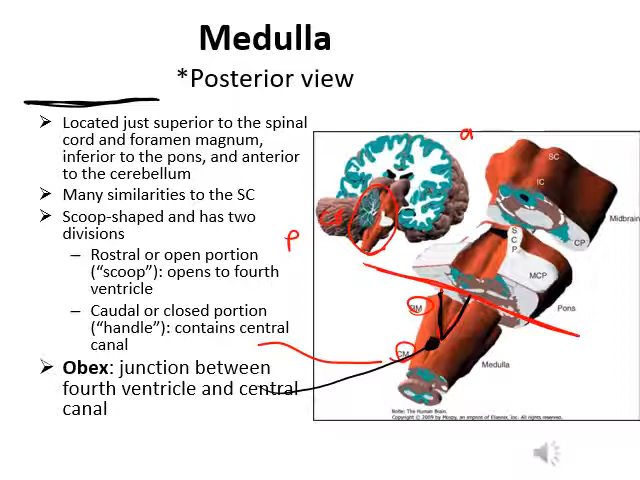 Medulla
*Posterior view
Located just superior to the spinal
cord and foramen magnum,
inferior to the pons, and anterior
to the cerebellum
Many similarities to the SC
Scoop-shaped and has two
divisions
– Rostral or open portion
("scoop"): opens to fourth
ventricle
– Caudal or closed portion
("handle"): contains central
canal
Obex: junction between
fourth ventricle and central
canal
a
P
SC
IC
Midbrain
CP
S
C
P
MCP
Pons
RM
CM
Medulla
Nolte: The Human Brain.
Copyright © 2009 by Mosby, an imprint of Elsevier, Inc. All rights reserved.